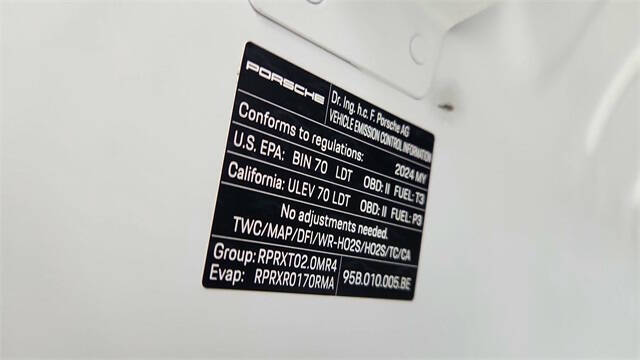 PORSCHE
Dr. Ing. h.c. F. Porsche AG
VEHICLE EMISSION CONTROL INFORMATION
Conforms to regulations: 2024 MY
U.S. EPA: BIN 70 LDT OBD: II FUEL: T3
California: ULEV 70 LDT OBD: II FUEL: P3
No adjustments needed.
TWC/MAP/DFI/WR-HO2S/HO2S/TC/CA
Group: RPRXT02.0MR4
Evap: RPRXR0170RMA
95B.010.005.BE